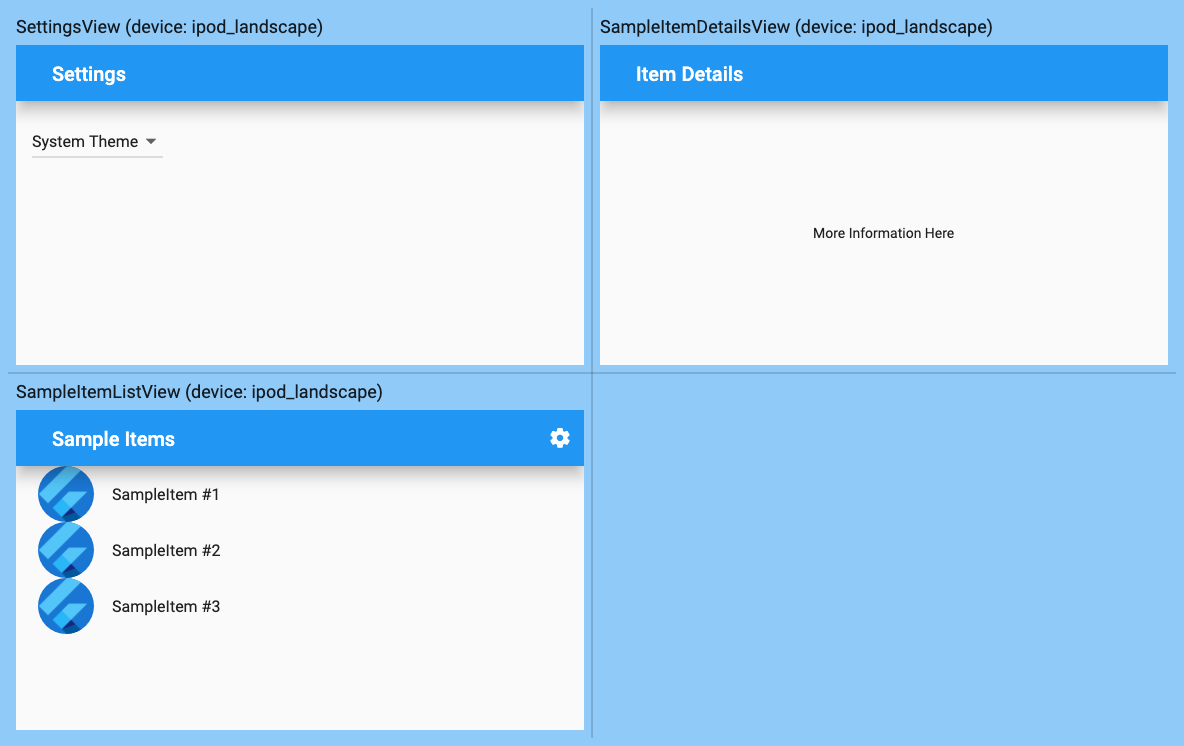 SettingsView (device: ipod_landscape)
Settings
System Theme
SampleItemDetailsView (device: ipod_landscape)
Item Details
More Information Here
SampleItemListView (device: ipod_landscape)
Sample Items
SampleItem #1
SampleItem #2
SampleItem #3